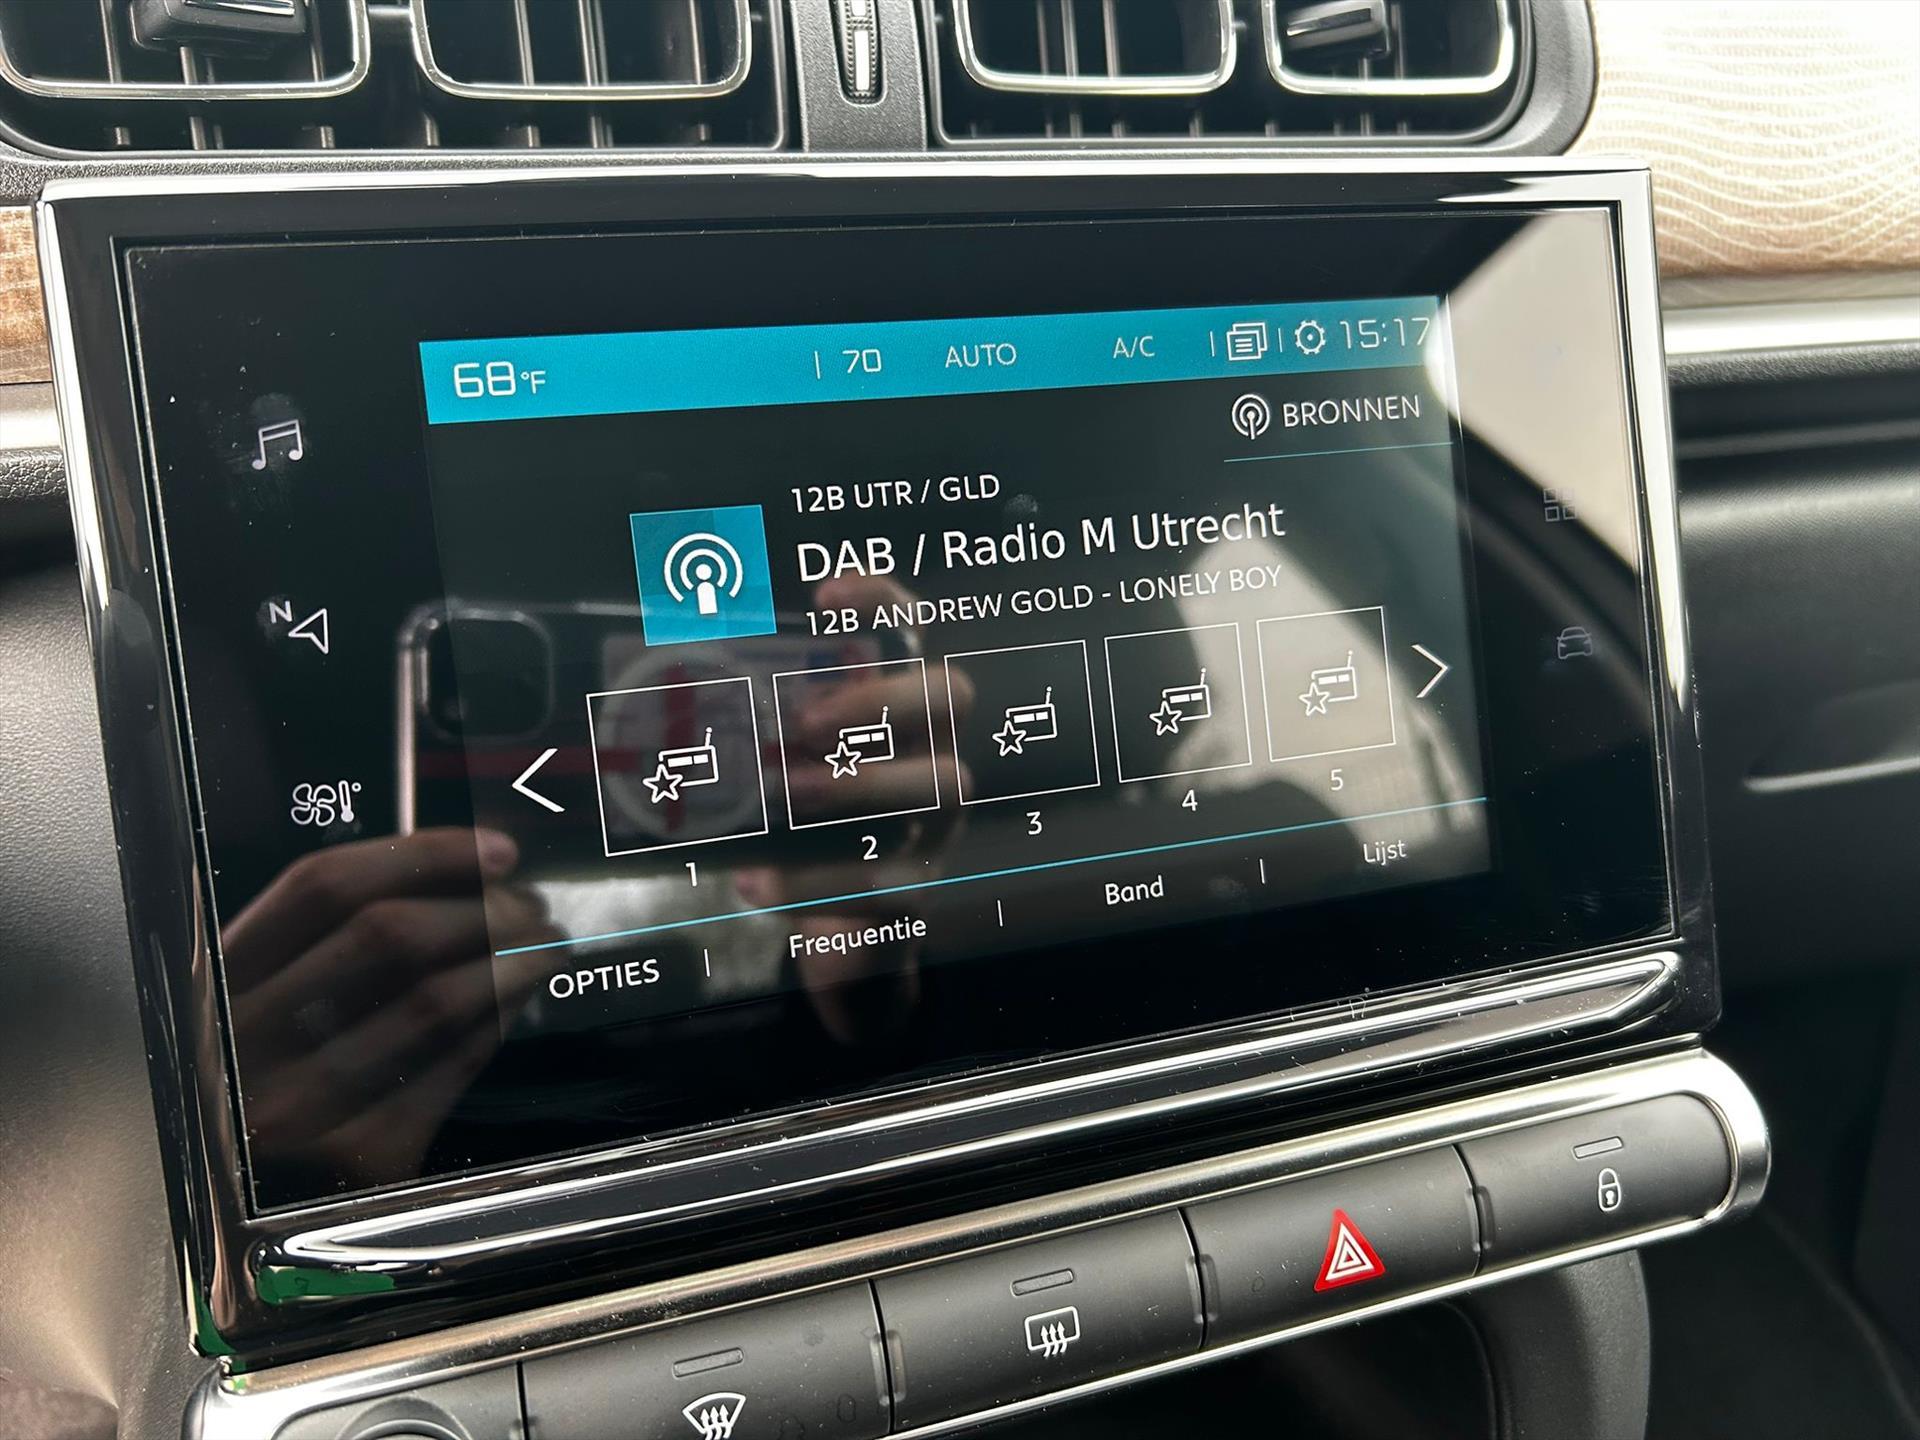 68°F | 70 AUTO A/C | | 15:17
BRONNEN
12B UTR / GLD
DAB / Radio M Utrecht
12B ANDREW GOLD - LONELY BOY
N
1 2 3 4 5
OPTIES | Frequentie | Band | Lijst